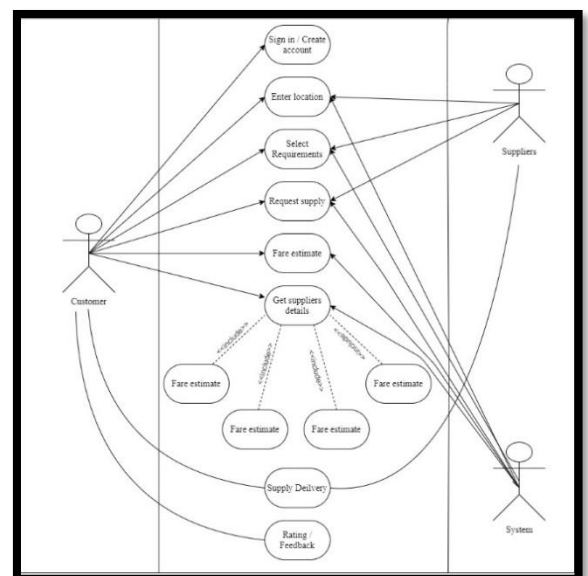 Sign in / Create
account
Enter location
Select
Requirements
Suppliers
Request supply
Fare estimate
Customer
Get suppliers
details
<<include>>
<<include>>
<<include>>
Fare estimate
Fare estimate
Fare estimate
Fare estimate
Supply Deilvery
System
Rating /
Feedback